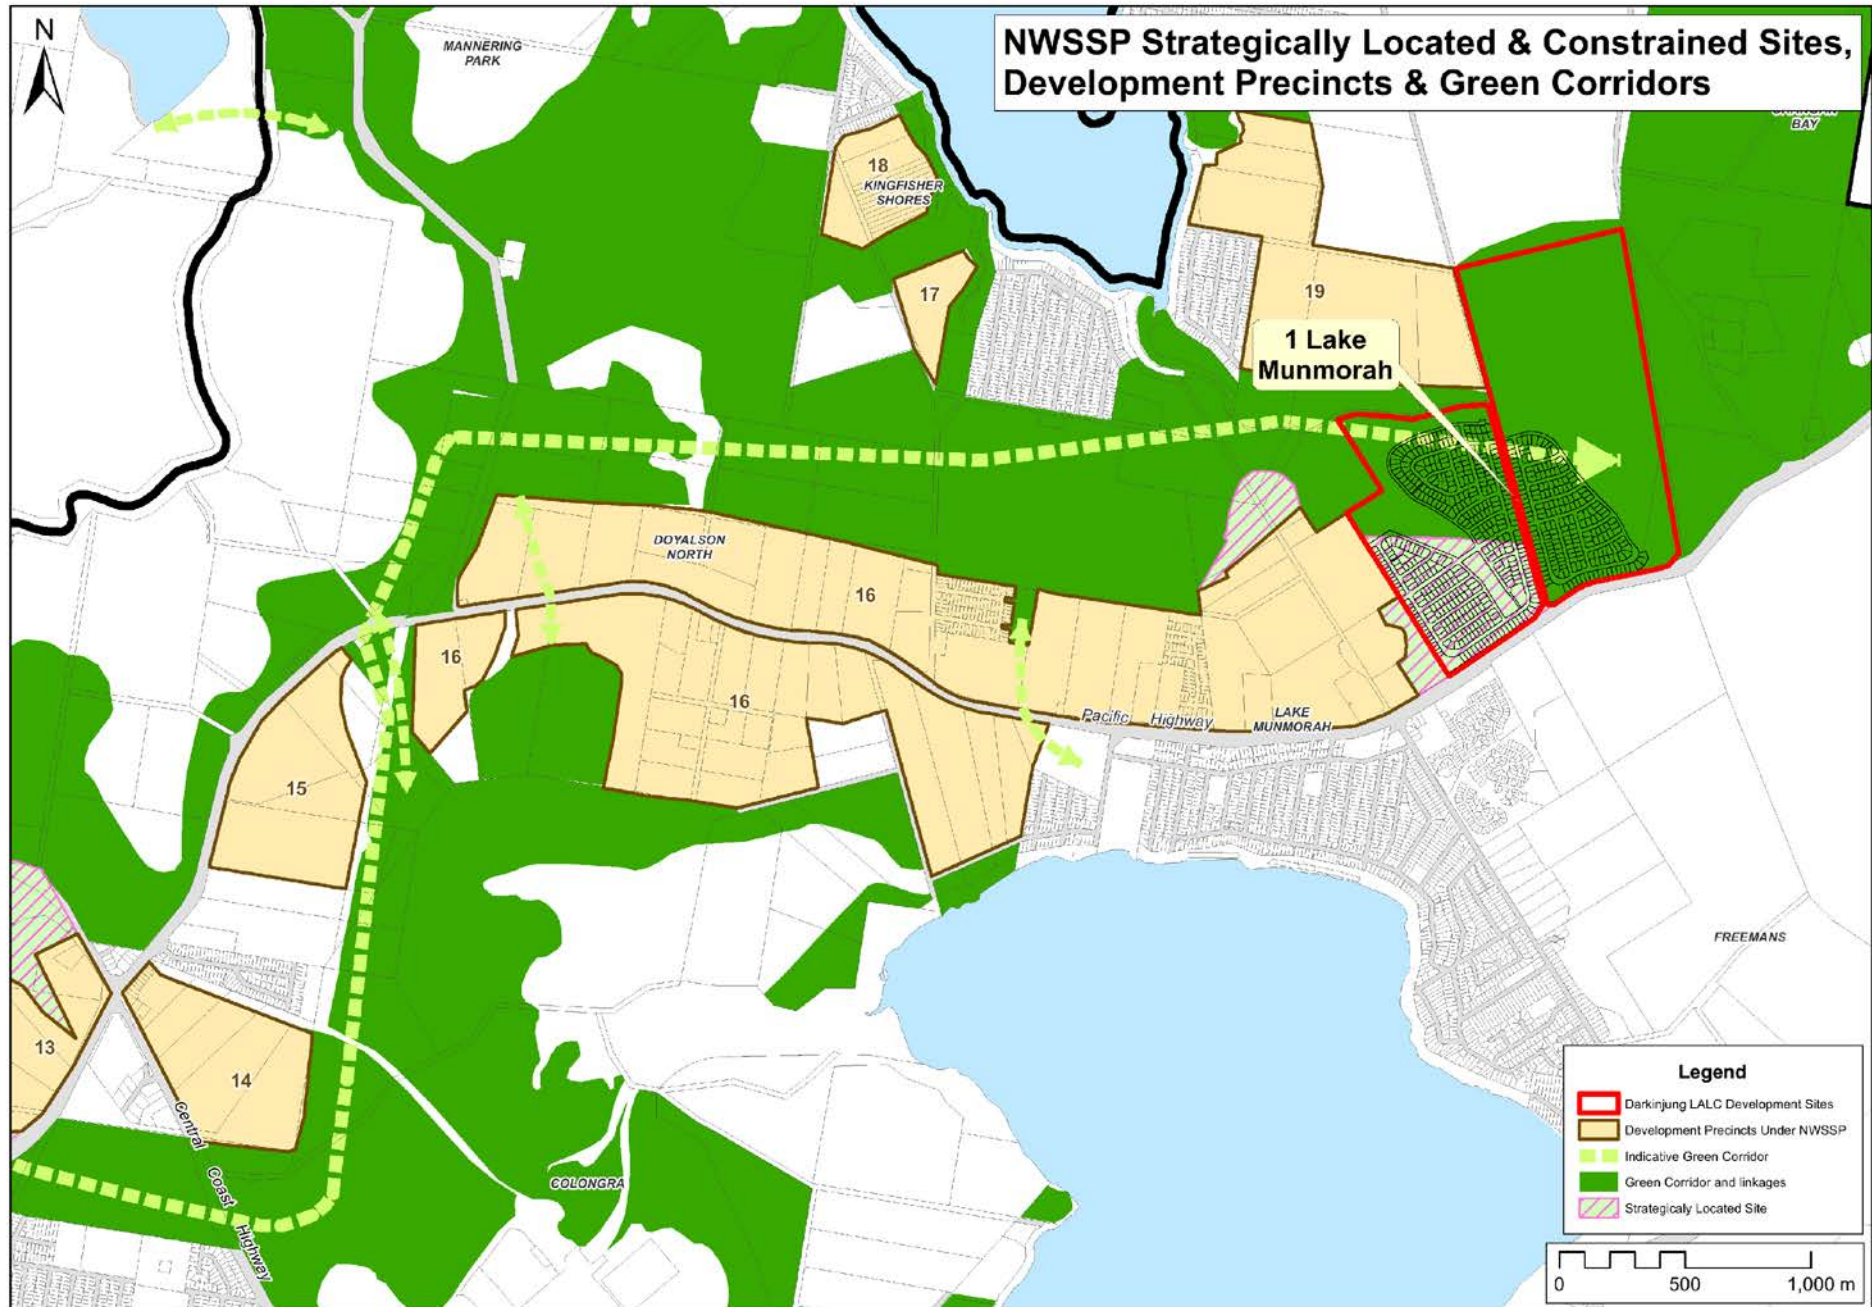 NWSSP Strategically Located & Constrained Sites,
Development Precincts & Green Corridors
N
MANNERING
PARK
BAY
18
KINGFISHER
SHORES
17
19
1 Lake
Munmorah
DOYALSON
NORTH
16
16
16
Pacific Highway
LAKE
MUNMORAH
15
FREEMANS
13
14
Central Coast Highway
COLONGRA
Legend
Darkinjung LALC Development Sites
Development Precincts Under NWSSP
Indicative Green Corridor
Green Corridor and linkages
Strategicaly Located Site
0 500 1,000 m